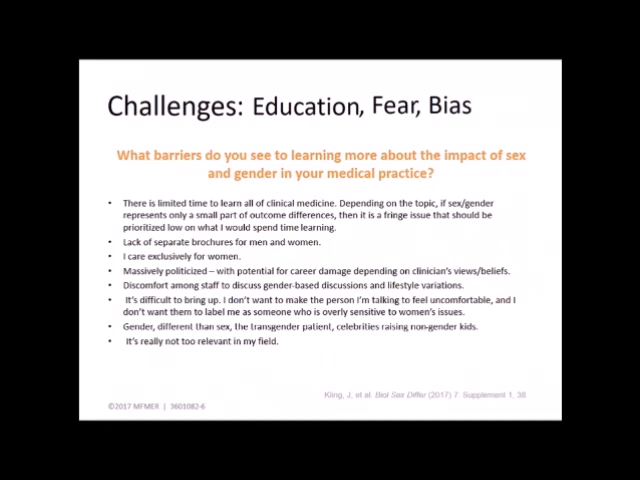 Challenges: Education, Fear, Bias
What barriers do you see to learning more about the impact of sex
and gender in your medical practice?
• There is limited time to learn all of clinical medicine. Depending on the topic, if sex/gender
represents only a small part of outcome differences, then it is a fringe issue that should be
prioritized low on what I would spend time learning.
• Lack of separate brochures for men and women.
• I care exclusively for women.
• Massively politicized – with potential for career damage depending on clinician's views/beliefs.
• Discomfort among staff to discuss gender-based discussions and lifestyle variations.
• It's difficult to bring up. I don't want to make the person I'm talking to feel uncomfortable, and I
don't want them to label me as someone who is overly sensitive to women's issues.
• Gender, different than sex, the transgender patient, celebrities raising non-gender kids.
• It's really not too relevant in my field.
Kling, J, et al. Biol Sex Differ (2017) 7: Supplement 1, 38
©2017 MFMER | 3601082-6